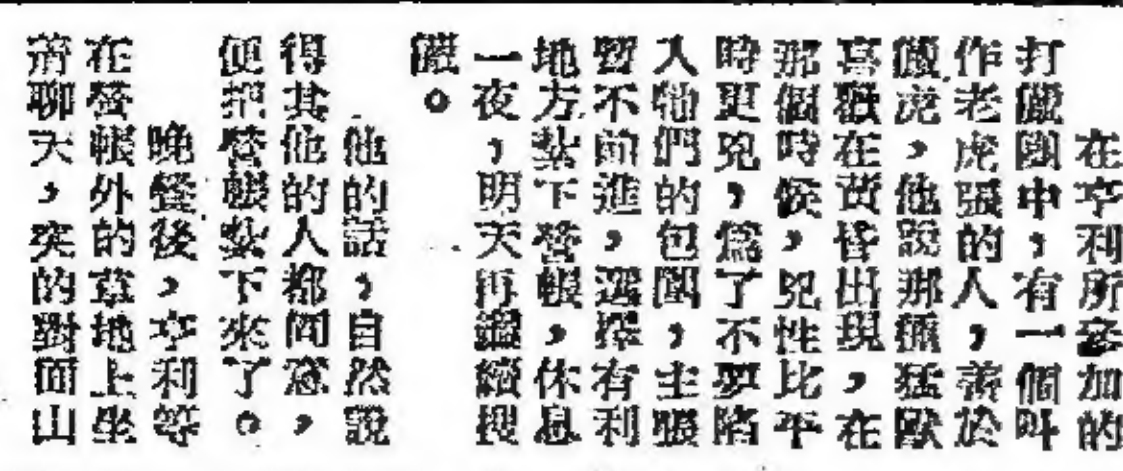 在亨利所參加的
打獵團中，有一個叫
作老虎張的人，善於
獵虎，他說那種猛獸
喜歡在黃昏出現，在
那個時候，兇性比平
時更兇，爲了不要陷
入牠們的包圍，主張
暫不前進，選擇有利
地方紮下營帳，休息
一夜，明天再繼續搜
獵。
他的話，自然說
得其他的人都同意，
便把營帳紮下來了。
晚餐後，亨利等
在營帳外的草地上坐
着聊天，突的對面山